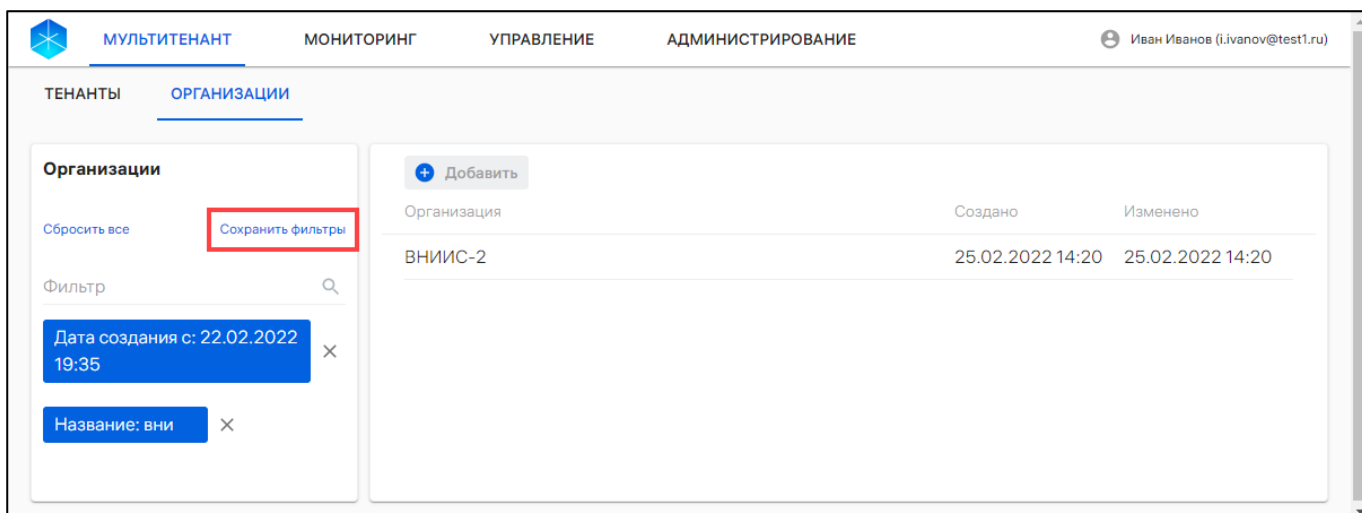 МУЛЬТИТЕНАНТ МОНИТОРИНГ УПРАВЛЕНИЕ АДМИНИСТРИРОВАНИЕ Иван Иванов (i.ivanov@test1.ru)
ТЕНАНТЫ ОРГАНИЗАЦИИ
Организации
Сбросить все Сохранить фильтры
Фильтр
Дата создания с: 22.02.2022
19:35
Название: вни
Добавить
Организация Создано Изменено
ВНИИС-2 25.02.2022 14:20 25.02.2022 14:20